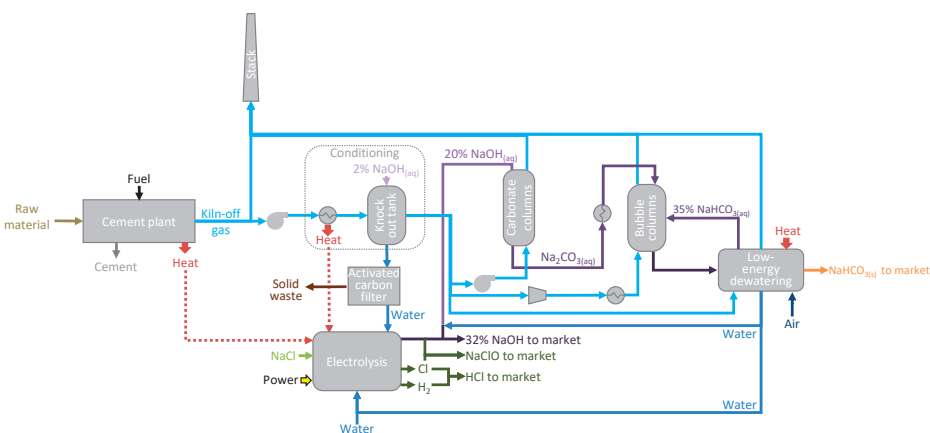 Stack
Conditioning
2% NaOH(aq)
20% NaOH(aq)
Fuel
Raw
material
Cement plant
Kiln-off
gas
Knock
out tank
Carbonate
columns
Bubble
columns
35% NaHCO3(aq)
Heat
Cement
Heat
Heat
Na2CO3(aq)
Low-
energy
dewatering
NaHCO3(s) to market
Solid
waste
Activated
carbon
filter
Water
Air
Water
32% NaOH to market
NaCl
Electrolysis
NaClO to market
Cl
HCl to market
Power
H2
Water
Water